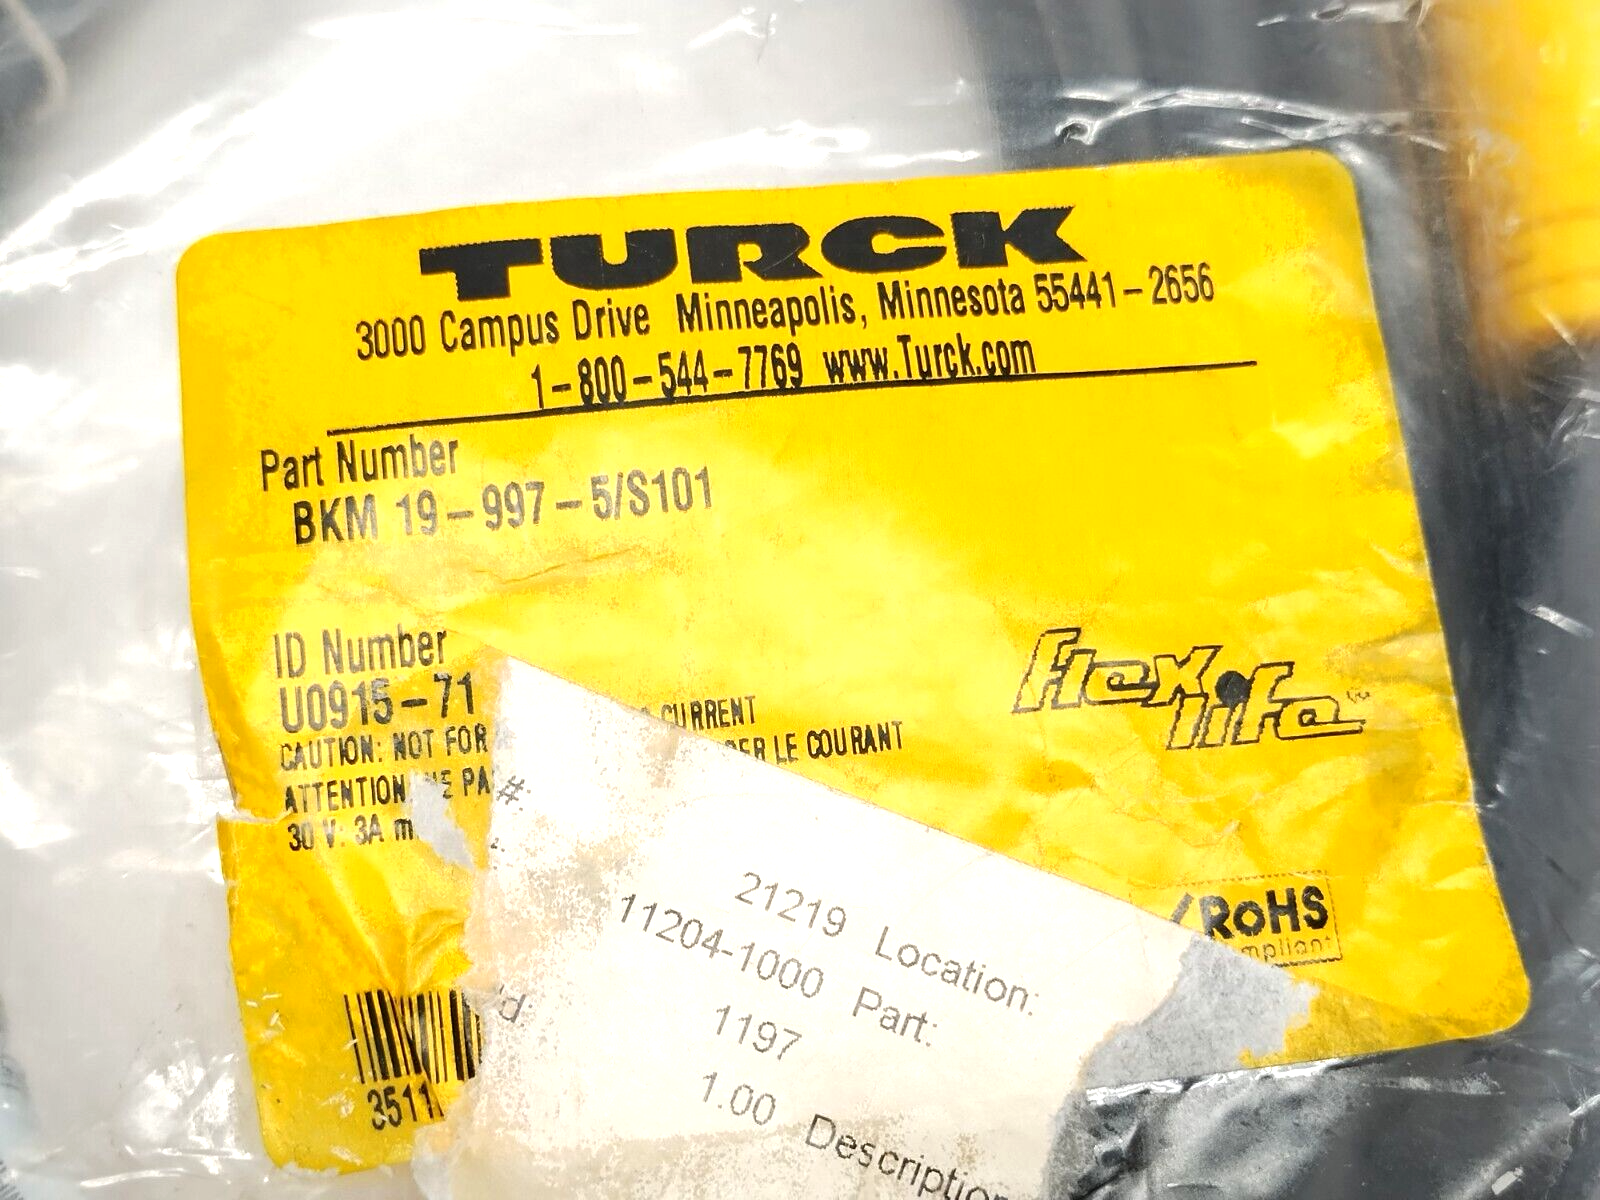 TURCK
3000 Campus Drive Minneapolis, Minnesota 55441-2656
1-800-544-7769 www.Turck.com
Part Number
BKM 19-997-5/S101
ID Number
U0915-71
CAUTION: NOT FOR CURRENT
ATTENTION LE COURANT
30 V: 3A
Flexlife
RoHS
3511
#:
21219 Location:
11204-1000 Part:
1197
1.00 Description